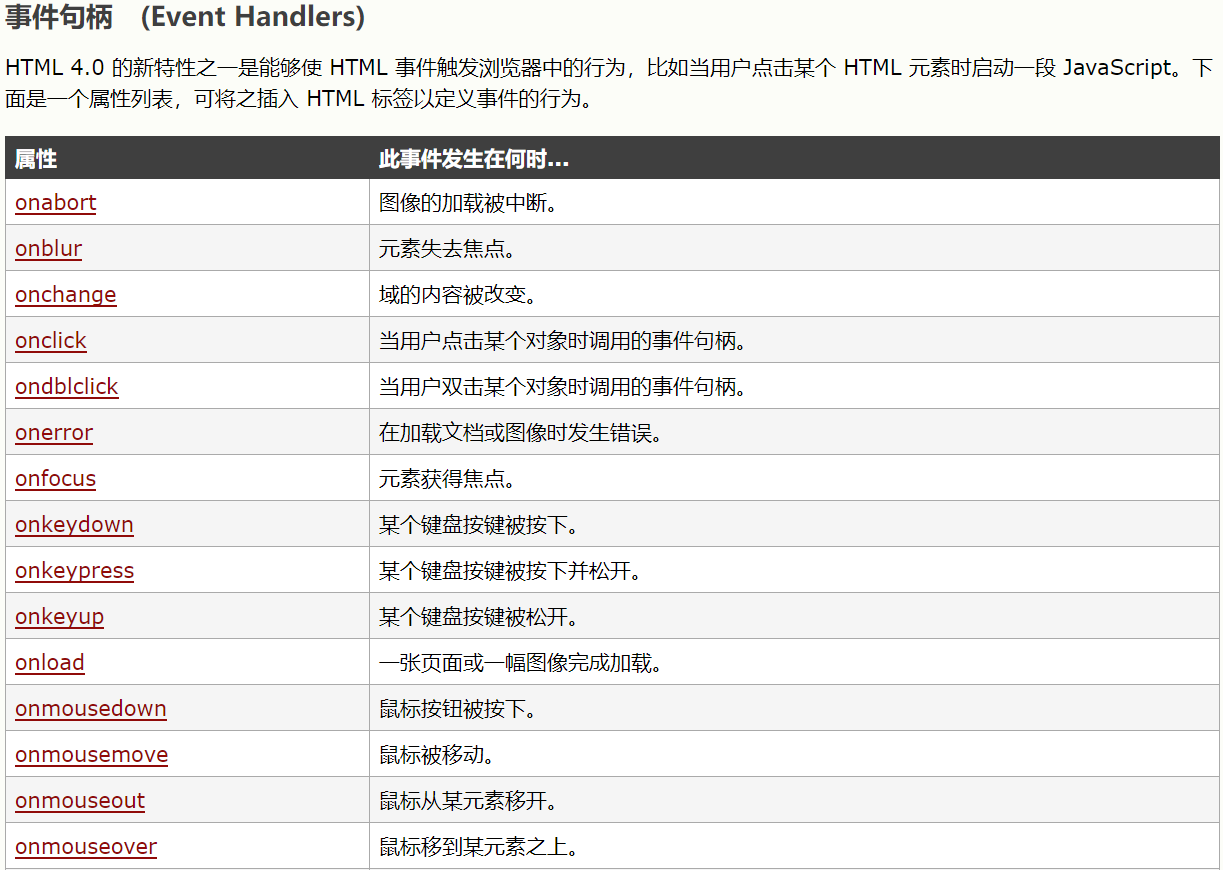 事件句柄 (Event Handlers)
HTML 4.0 的新特性之一是能够使 HTML 事件触发浏览器中的行为，比如当用户点击某个 HTML 元素时启动一段 JavaScript。下
面是一个属性列表，可将之插入 HTML 标签以定义事件的行为。
属性 此事件发生在何时...
onabort 图像的加载被中断。
onblur 元素失去焦点。
onchange 域的内容被改变。
onclick 当用户点击某个对象时调用的事件句柄。
ondblclick 当用户双击某个对象时调用的事件句柄。
onerror 在加载文档或图像时发生错误。
onfocus 元素获得焦点。
onkeydown 某个键盘按键被按下。
onkeypress 某个键盘按键被按下并松开。
onkeyup 某个键盘按键被松开。
onload 一张页面或一幅图像完成加载。
onmousedown 鼠标按钮被按下。
onmousemove 鼠标被移动。
onmouseout 鼠标从某元素移开。
onmouseover 鼠标移到某元素之上。